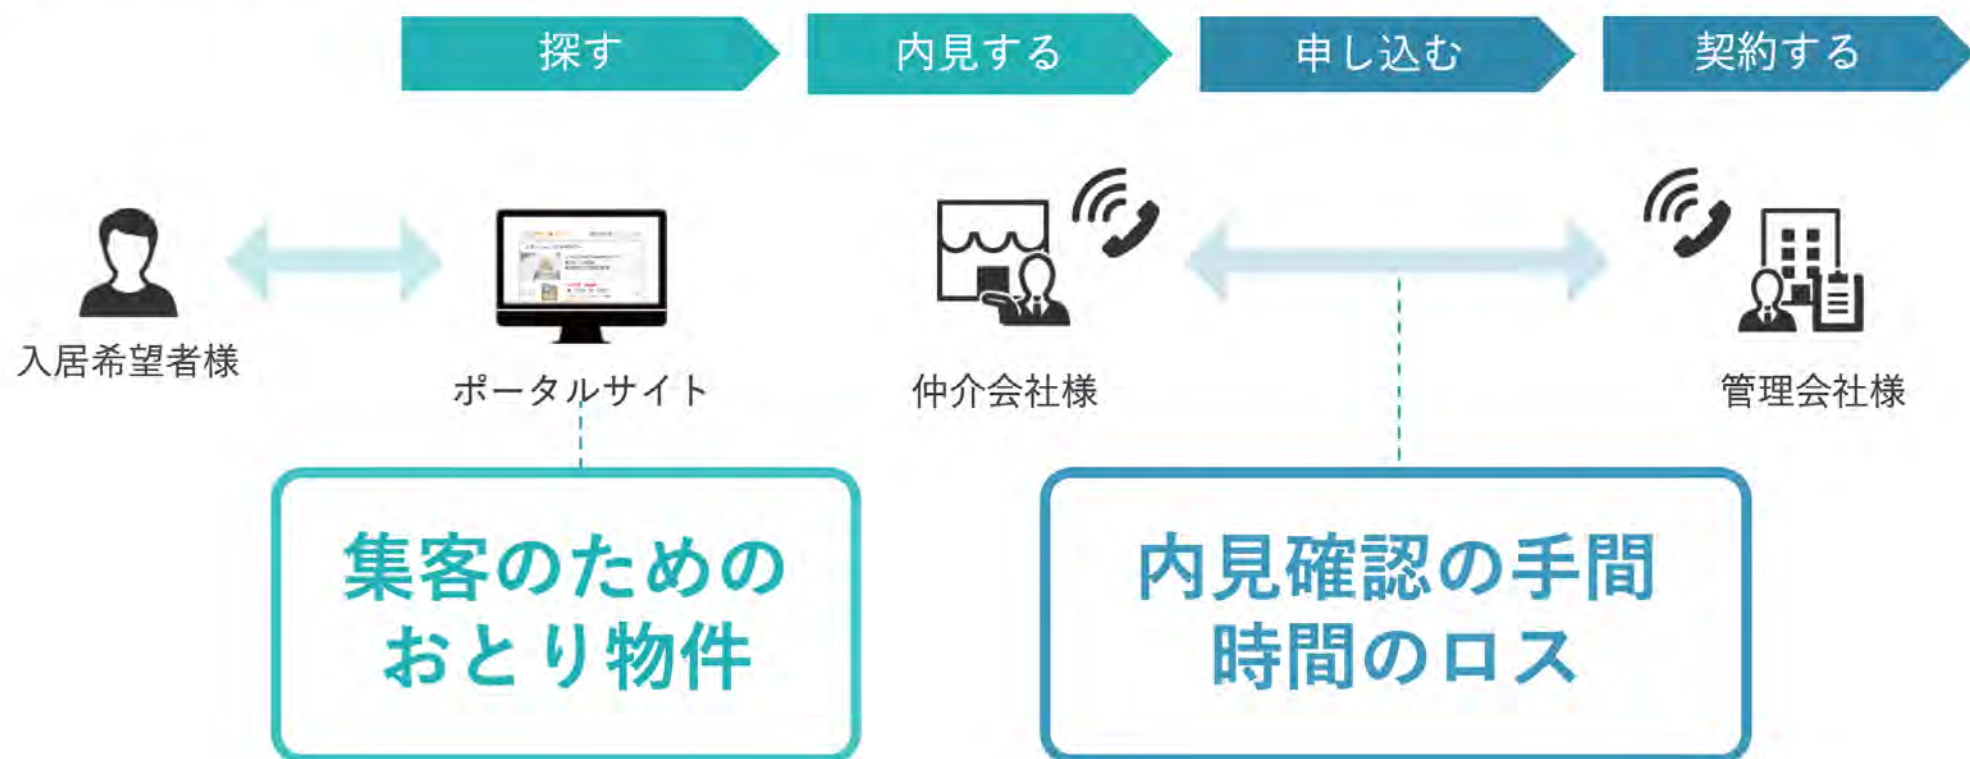 探す
内見する
申し込む
契約する
入居希望者様
ポータルサイト
仲介会社様
管理会社様
集客のための
おとり物件
内見確認の手間
時間のロス